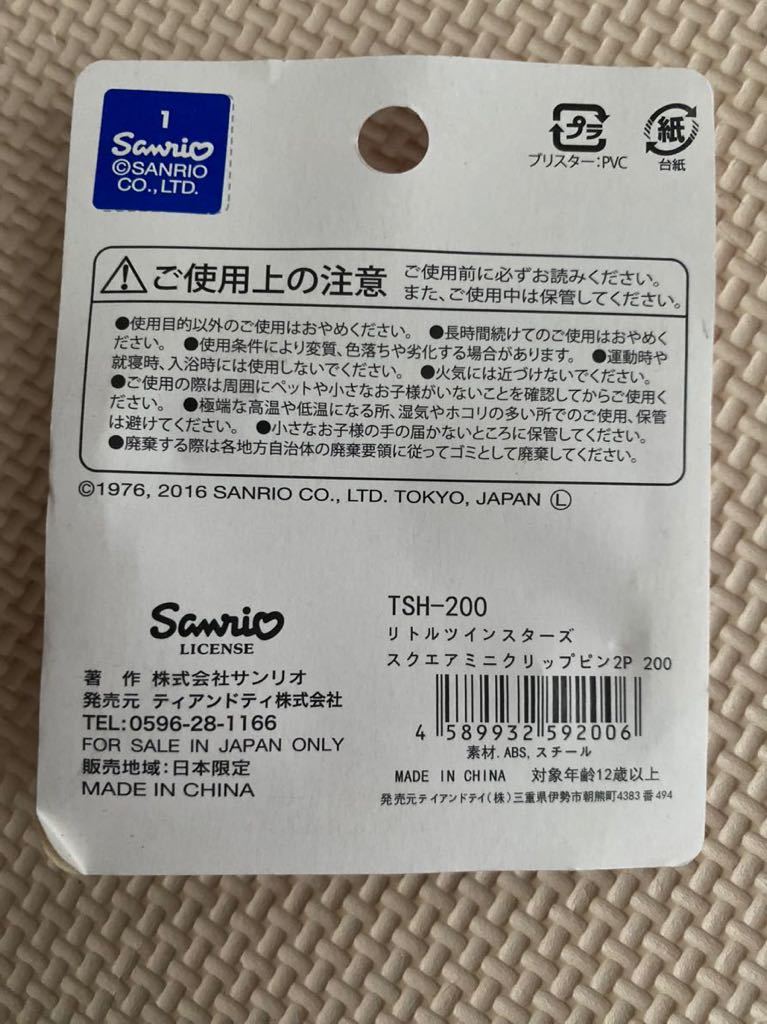 1
Sanrio
©SANRIO
CO.,LTD.
プラ
ブリスター:PVC
紙
台紙
ご使用上の注意
ご使用前に必ずお読みください。
また、ご使用中は保管してください。
●使用目的以外のご使用はおやめください。 ●長時間続けてのご使用はおやめく
ださい。 ●使用条件により変質、色落ちや劣化する場合があります。 ●運動時や
就寝時、入浴時には使用しないでください。 ●火気には近づけないでください。
●ご使用の際は周囲にペットや小さなお子様がいないことを確認してからご使用く
ださい。 ●極端な高温や低温になる所、湿気やホコリの多い所でのご使用、保管
は避けてください。 ●小さなお子様の手の届かないところに保管してください。
●廃棄する際は各地方自治体の廃棄要領に従ってゴミとして廃棄してください。
©1976, 2016 SANRIO CO., LTD. TOKYO, JAPAN Ⓛ
Sanrio
LICENSE
著 作 株式会社サンリオ
発売元 ティアンドティ株式会社
TEL:0596-28-1166
FOR SALE IN JAPAN ONLY
販売地域:日本限定
MADE IN CHINA
TSH-200
リトルツインスターズ
スクエアミニクリップピン2P 200
4 589932 592006
素材.ABS,スチール
MADE IN CHINA 対象年齢12歳以上
発売元テイアンドテイ(株)三重県伊勢市朝熊町4383番494